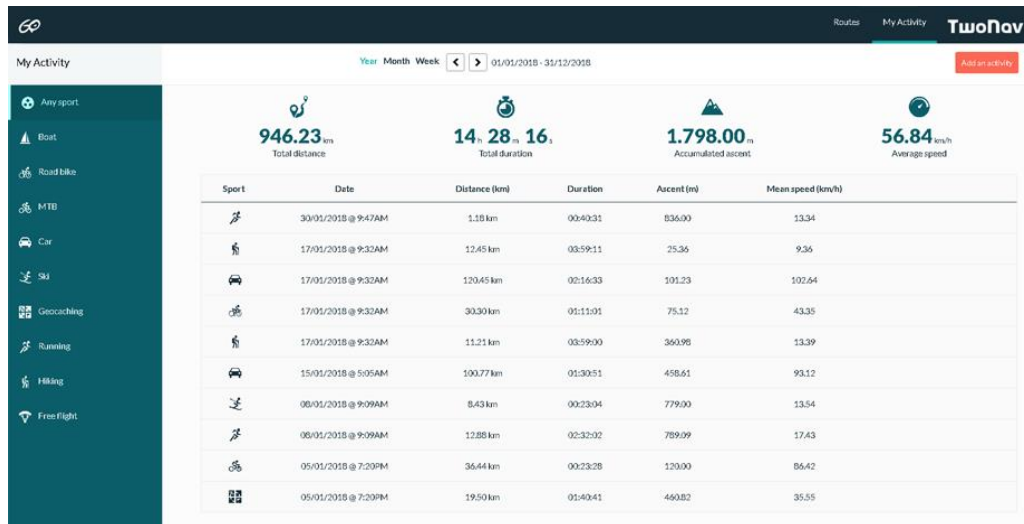 GO
Routes My Activity TwoNav
My Activity
Year Month Week < > 01/01/2018 - 31/12/2018
Add an activity
Any sport
Boat
Road bike
MTB
Car
Ski
Geocaching
Running
Hiking
Free flight
946.23 km
Total distance
14 h 28 m 16 s
Total duration
1.798.00 m
Accumulated ascent
56.84 km/h
Average speed
Sport Date Distance (km) Duration Ascent (m) Mean speed (km/h)
30/01/2018 @ 9:47AM 1.18 km 00:40:31 836.00 13.34
17/01/2018 @ 9:32AM 12.45 km 03:59:11 25.36 9.36
17/01/2018 @ 9:32AM 120.45 km 02:16:33 101.23 102.64
17/01/2018 @ 9:32AM 30.30 km 01:11:01 75.12 43.35
17/01/2018 @ 9:32AM 11.21 km 03:59:00 360.98 13.39
15/01/2018 @ 5:05AM 100.77 km 01:30:51 458.61 93.12
08/01/2018 @ 9:09AM 8.43 km 00:23:04 779.00 13.54
08/01/2018 @ 9:09AM 12.88 km 02:32:02 789.09 17.43
05/01/2018 @ 7:20PM 36.44 km 00:23:28 120.00 86.42
05/01/2018 @ 7:20PM 19.50 km 01:40:41 460.82 35.55